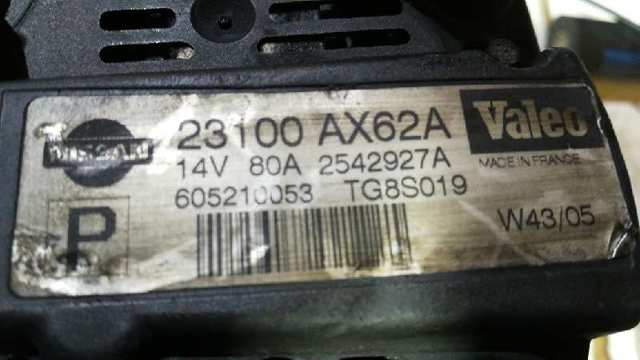 NISSAN
23100 AX62A
Valeo
14V 80A 2542927A
MADE IN FRANCE
605210053 TG8S019
P
W43/05